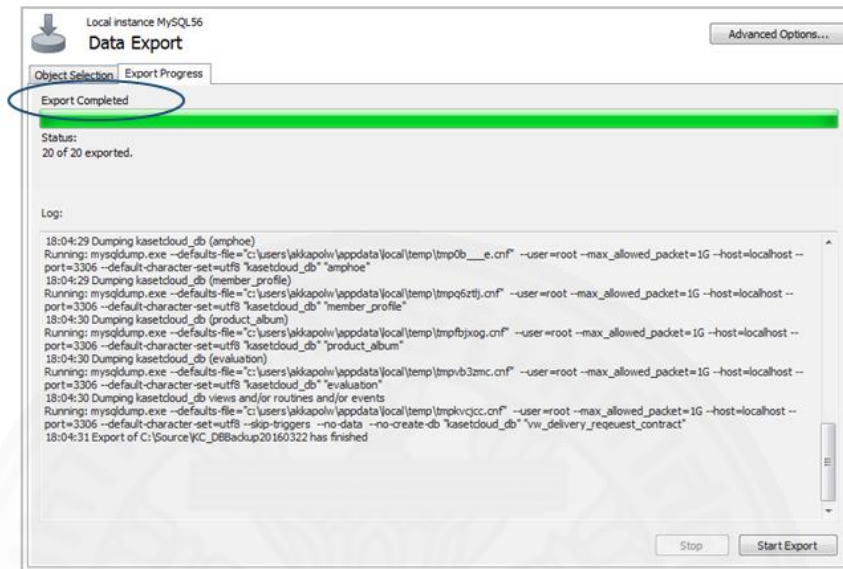 Local instance MySQL56
Data Export
Advanced Options...
Object Selection
Export Progress
Export Completed
Status:
20 of 20 exported.
Log:
18:04:29 Dumping kasetcloud_db (amphoe)
Running: mysqldump.exe --defaults-file="c:\users\akkapolw\appdata\local\temp\tmp0b___e.cnf" --user=root --max_allowed_packet=1G --host=localhost --
port=3306 --default-character-set=utf8 "kasetcloud_db" "amphoe"
18:04:29 Dumping kasetcloud_db (member_profile)
Running: mysqldump.exe --defaults-file="c:\users\akkapolw\appdata\local\temp\tmpq6ztlj.cnf" --user=root --max_allowed_packet=1G --host=localhost --
port=3306 --default-character-set=utf8 "kasetcloud_db" "member_profile"
18:04:30 Dumping kasetcloud_db (product_album)
Running: mysqldump.exe --defaults-file="c:\users\akkapolw\appdata\local\temp\tmpfbjxog.cnf" --user=root --max_allowed_packet=1G --host=localhost --
port=3306 --default-character-set=utf8 "kasetcloud_db" "product_album"
18:04:30 Dumping kasetcloud_db (evaluation)
Running: mysqldump.exe --defaults-file="c:\users\akkapolw\appdata\local\temp\tmpvb3zmc.cnf" --user=root --max_allowed_packet=1G --host=localhost --
port=3306 --default-character-set=utf8 "kasetcloud_db" "evaluation"
18:04:30 Dumping kasetcloud_db views and/or routines and/or events
Running: mysqldump.exe --defaults-file="c:\users\akkapolw\appdata\local\temp\tmpkvcjcc.cnf" --user=root --max_allowed_packet=1G --host=localhost --
port=3306 --default-character-set=utf8 --skip-triggers --no-data --no-create-db "kasetcloud_db" "vw_delivery_reqeuest_contract"
18:04:31 Export of C:\Source\KC_DBBackup20160322 has finished
Stop
Start Export